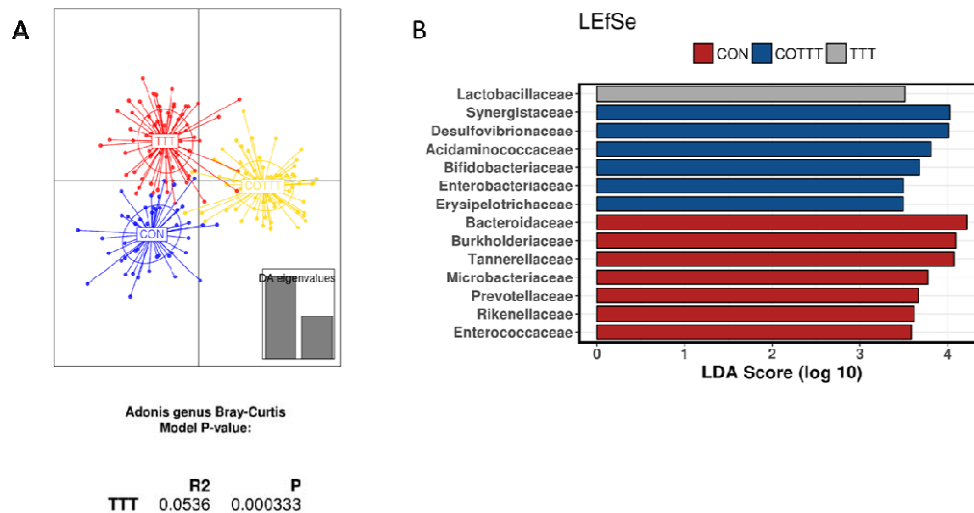 A
TTT
COTTT
CON
DA eigenvalues
Adonis genus Bray-Curtis
Model P-value:
R2 P
TTT 0.0536 0.000333
B
LEfSe
CON COTTT TTT
Lactobacillaceae
Synergistaceae
Desulfovibrionaceae
Acidaminococcaceae
Bifidobacteriaceae
Enterobacteriaceae
Erysipelotrichaceae
Bacteroidaceae
Burkholderiaceae
Tannerellaceae
Microbacteriaceae
Prevotellaceae
Rikenellaceae
Enterococcaceae
0 1 2 3 4
LDA Score (log 10)